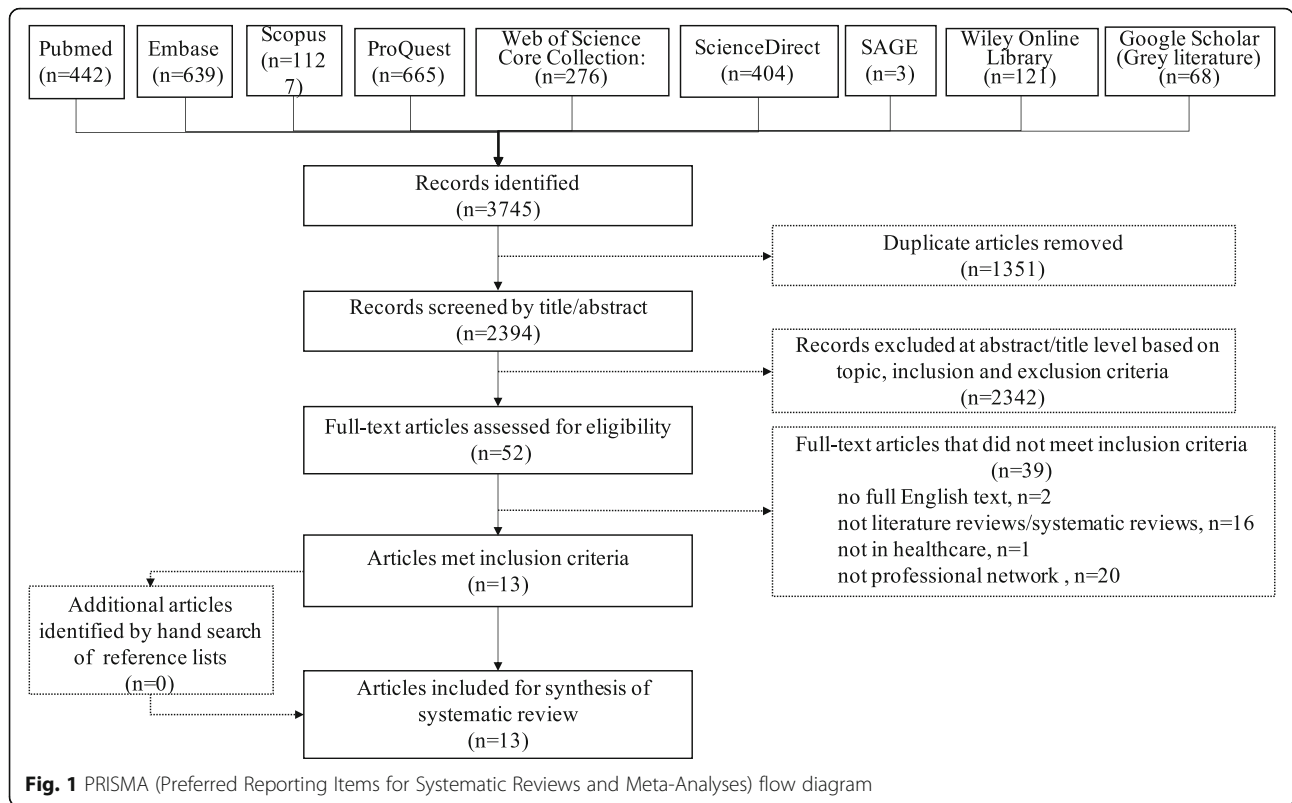 Pubmed
(n=442)
Embase
(n=639)
Scopus
(n=112
7)
ProQuest
(n=665)
Web of Science
Core Collection:
(n=276)
ScienceDirect
(n=404)
SAGE
(n=3)
Wiley Online
Library
(n=121)
Google Scholar
(Grey literature)
(n=68)
Records identified
(n=3745)
Duplicate articles removed
(n=1351)
Records screened by title/abstract
(n=2394)
Records excluded at abstract/title level based on
topic, inclusion and exclusion criteria
(n=2342)
Full-text articles assessed for eligibility
(n=52)
Full-text articles that did not meet inclusion criteria
(n=39)
no full English text, n=2
not literature reviews/systematic reviews, n=16
not in healthcare, n=1
not professional network , n=20
Articles met inclusion criteria
(n=13)
Additional articles
identified by hand search
of reference lists
(n=0)
Articles included for synthesis of
systematic review
(n=13)
Fig. 1 PRISMA (Preferred Reporting Items for Systematic Reviews and Meta-Analyses) flow diagram